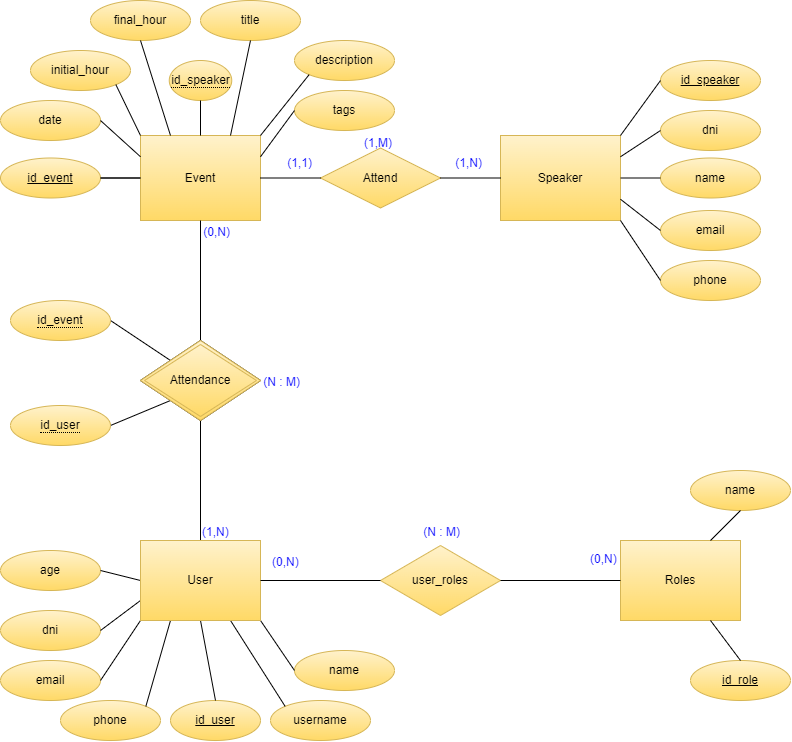 final_hour
title
initial_hour
id_speaker
description
tags
date
id_event
Event
(1,1)
(1,M)
Attend
(1,N)
Speaker
id_speaker
dni
name
email
phone
(0,N)
id_event
Attendance
(N : M)
id_user
(1,N)
User
(0,N)
(N : M)
user_roles
(0,N)
Roles
name
id_role
age
dni
email
phone
id_user
username
name